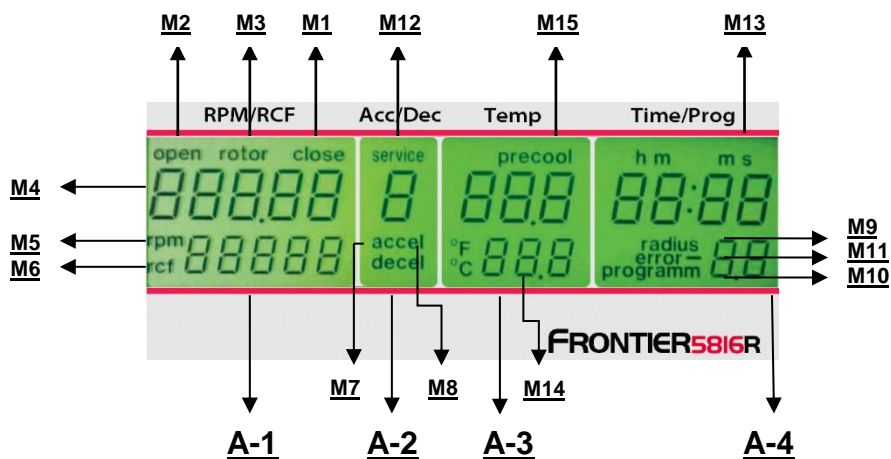 M2 M3 M1 M12 M15 M13
RPM/RCF Acc/Dec Temp Time/Prog
open rotor close service precool h m m s
M4 888.88 8 88.8 88:88
M5 rpm 88888 accel °F 88.8 radius 8.8 M9
M6 rcf decel °C error M11
programm M10
FRONTIER5816R
M7 M8 M14
A-1 A-2 A-3 A-4